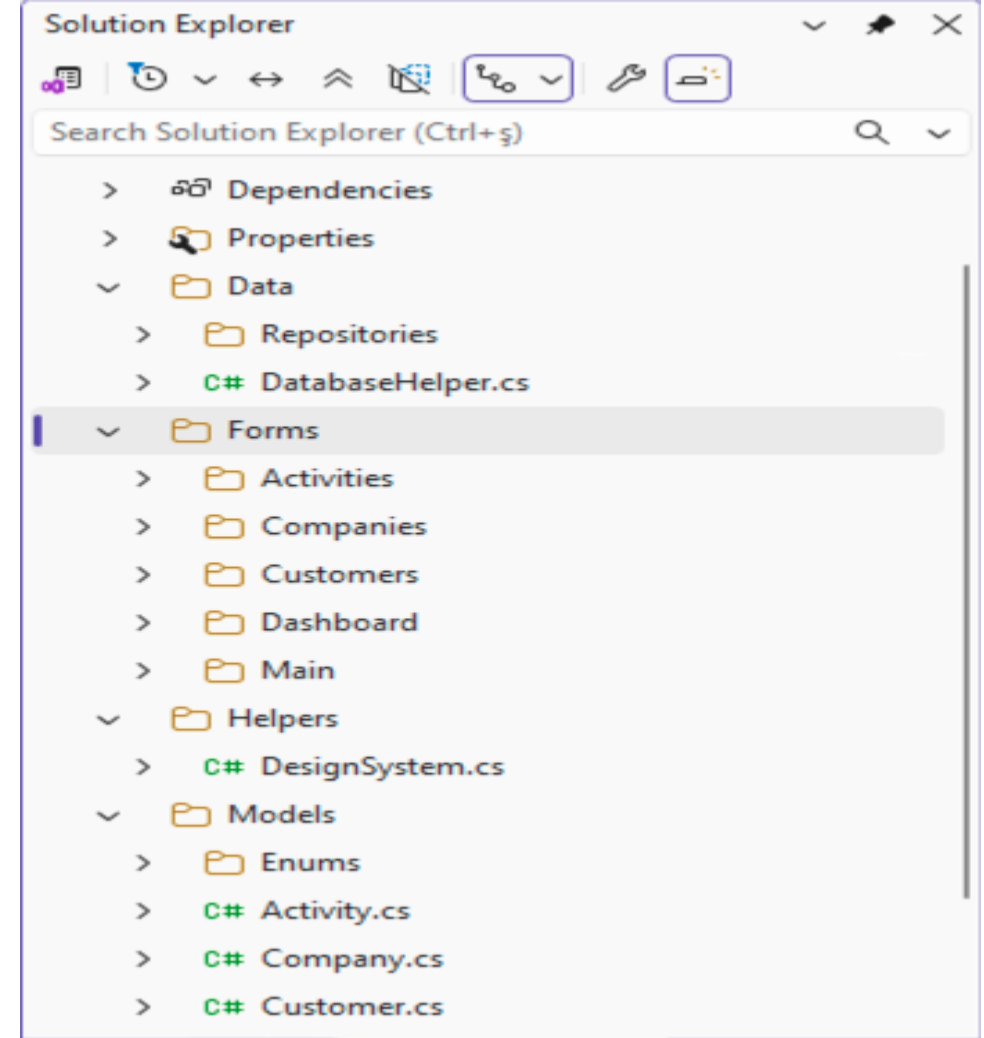 Solution Explorer
Search Solution Explorer (Ctrl+ş)
Dependencies
Properties
Data
Repositories
C# DatabaseHelper.cs
Forms
Activities
Companies
Customers
Dashboard
Main
Helpers
C# DesignSystem.cs
Models
Enums
C# Activity.cs
C# Company.cs
C# Customer.cs